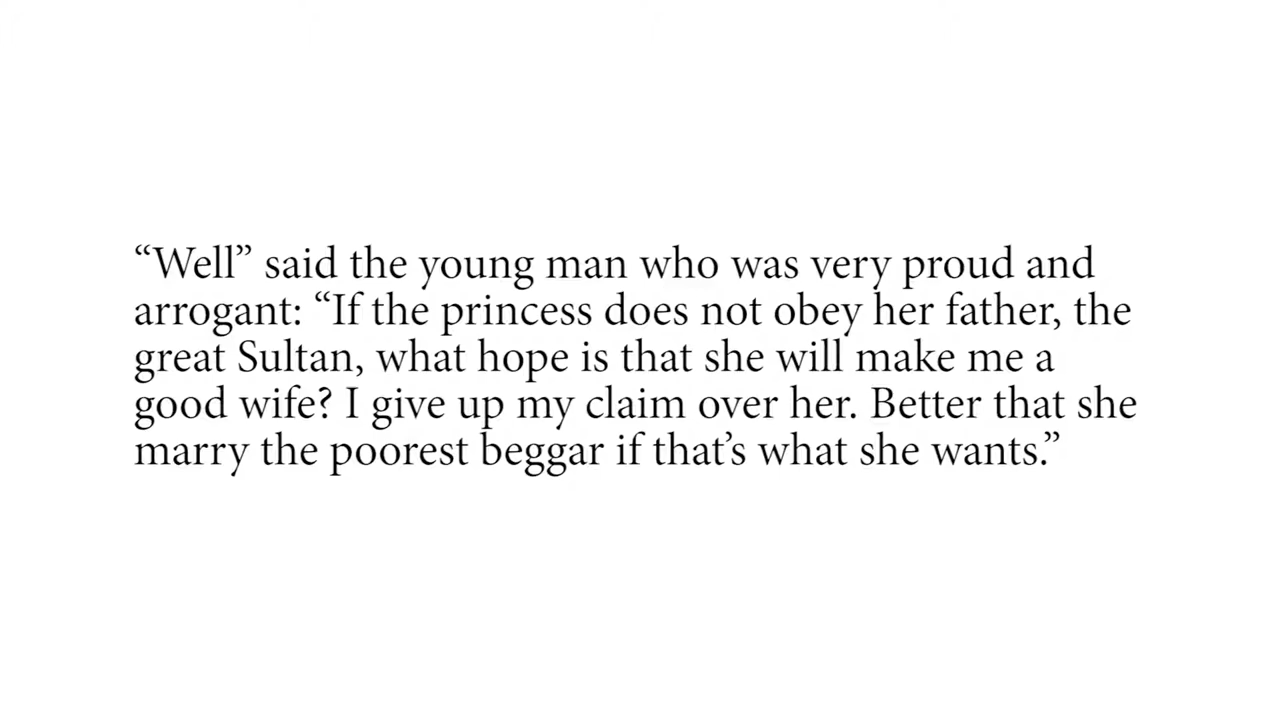 “Well” said the young man who was very proud and
arrogant: “If the princess does not obey her father, the
great Sultan, what hope is that she will make me a
good wife? I give up my claim over her. Better that she
marry the poorest beggar if that’s what she wants.”